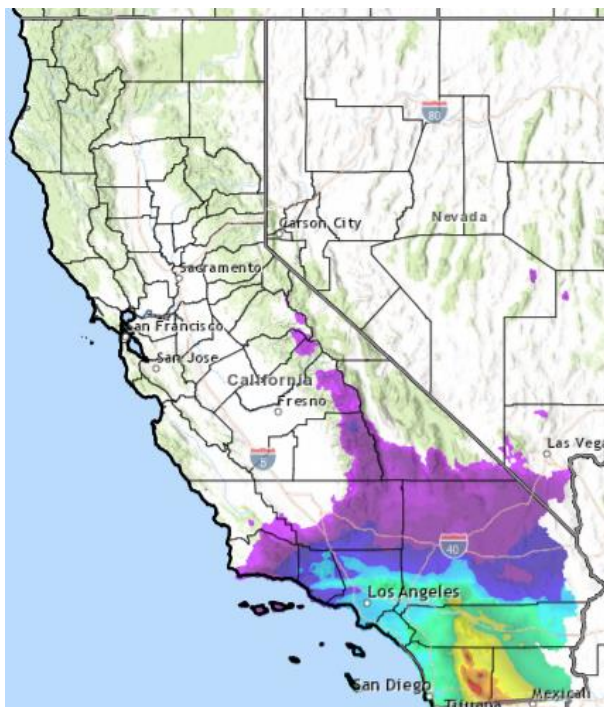 80
Carson City
Nevada
Sacramento
San Francisco
San Jose
California
Fresno
5
Las Vega
40
Los Angeles
San Diego
Tijuana
Mexicali